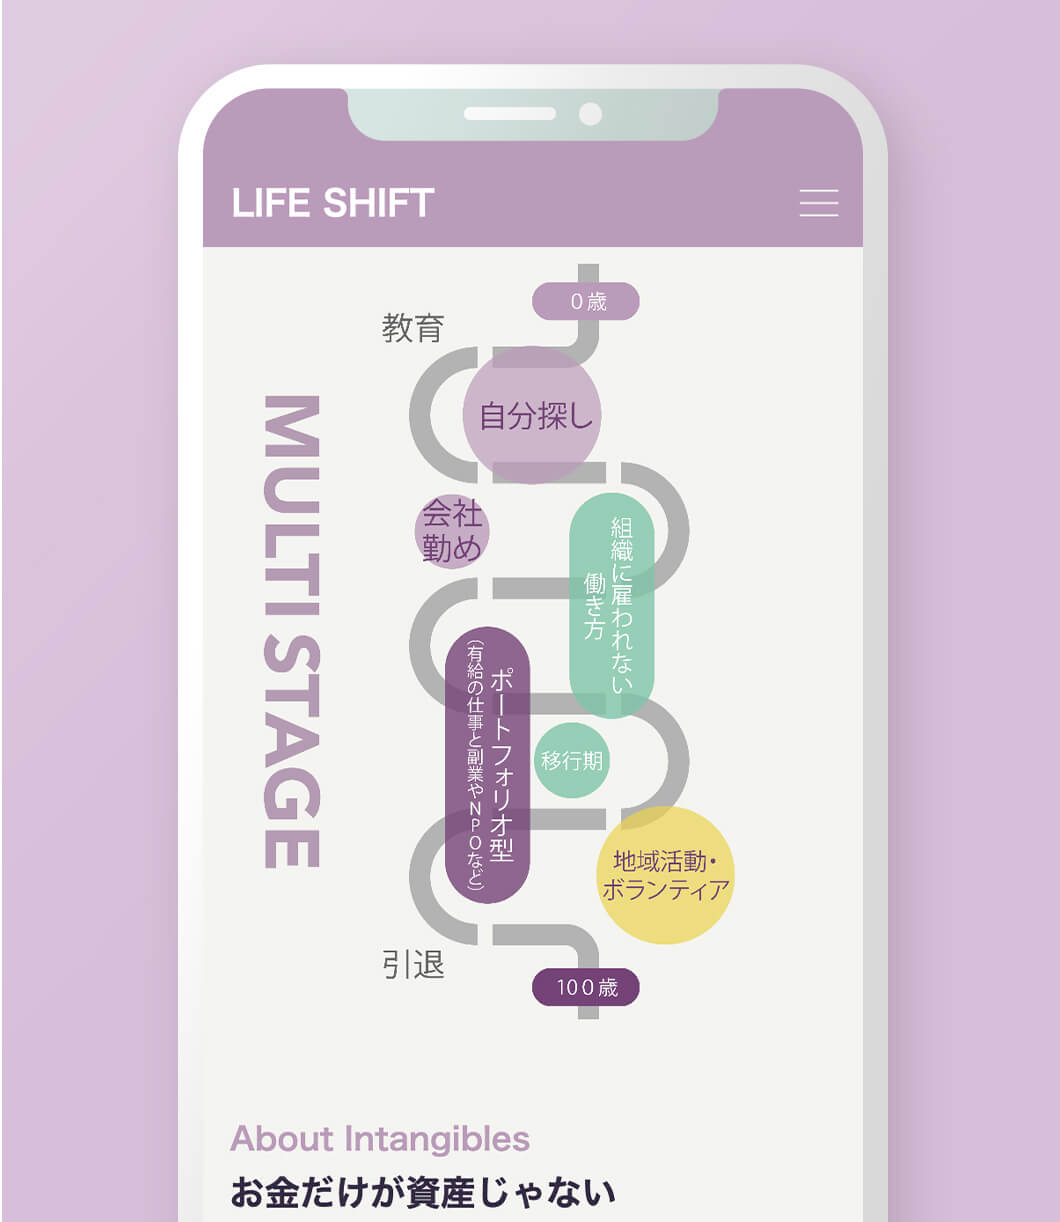 LIFE SHIFT
0歳
教育
自分探し
MULTI STAGE
会社
勤め
組織に雇われない
働き方
ポートフォリオ型
(有給の仕事と副業やNPOなど)
移行期
地域活動・
ボランティア
引退
100歳
About Intangibles
お金だけが資産じゃない